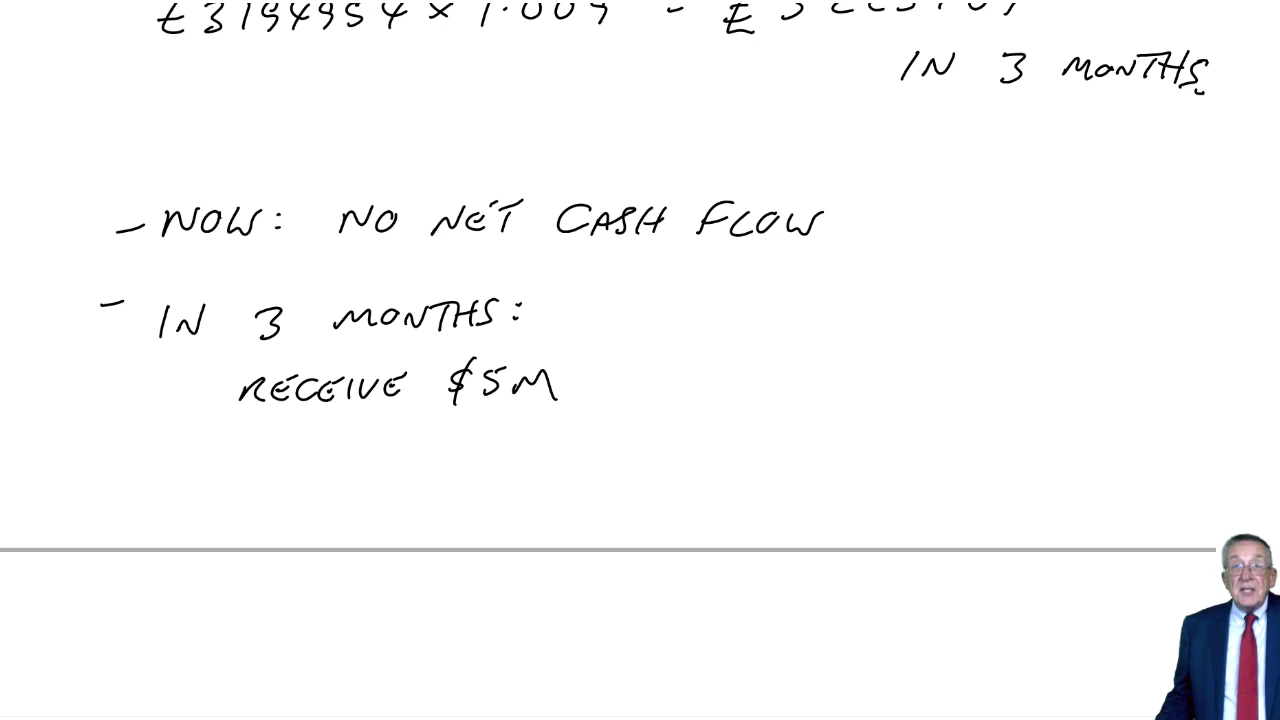 IN 3 MONTHS.
- NOW: NO NET CASH FLOW
- IN 3 MONTHS:
RECEIVE $5M